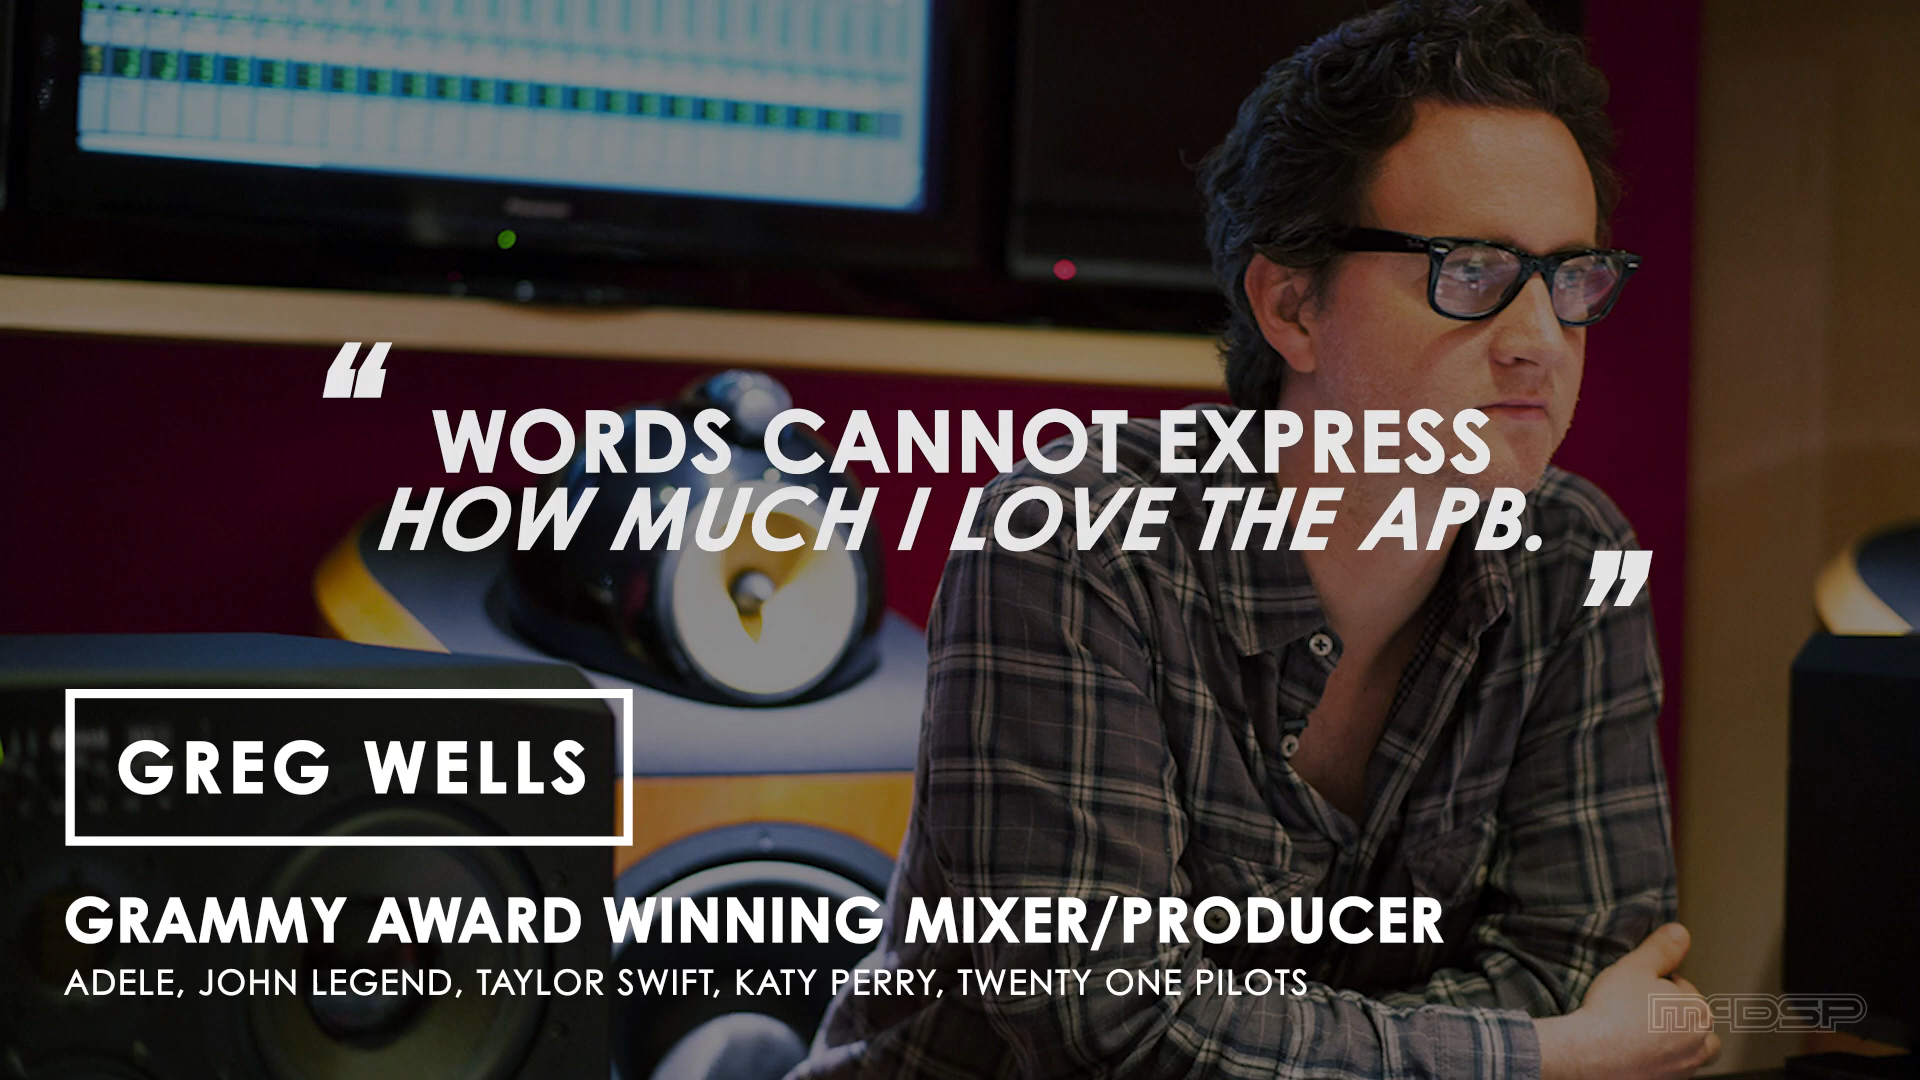 “ WORDS CANNOT EXPRESS
HOW MUCH I LOVE THE APB. ”
GREG WELLS
GRAMMY AWARD WINNING MIXER/PRODUCER
ADELE, JOHN LEGEND, TAYLOR SWIFT, KATY PERRY, TWENTY ONE PILOTS
McDSP